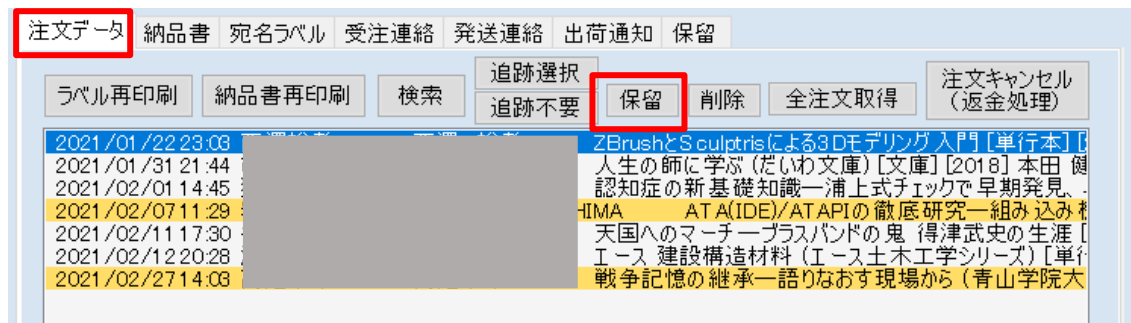 注文データ 納品書 宛名ラベル 受注連絡 発送連絡 出荷通知 保留
ラベル再印刷 納品書再印刷 検索 追跡選択 追跡不要 保留 削除 全注文取得 注文キャンセル (返金処理)
2021/01/22 23:03 ZBrushとSculptrisによる3Dモデリング入門 [単行本] [
2021/01/31 21:44 人生の師に学ぶ (だいわ文庫) [文庫] [2018] 本田 健
2021/02/01 14:45 認知症の新基礎知識―浦上式チェックで早期発見、
2021/02/07 11:29 HIMA ATA(IDE)/ATAPIの徹底研究―組み込み
2021/02/11 17:30 天国へのマーチ―ブラスバンドの鬼 得津武史の生涯 [
2021/02/12 20:28 エース 建設構造材料 (エース土木工学シリーズ) [単行
2021/02/27 14:03 戦争記憶の継承―語りなおす現場から (青山学院大